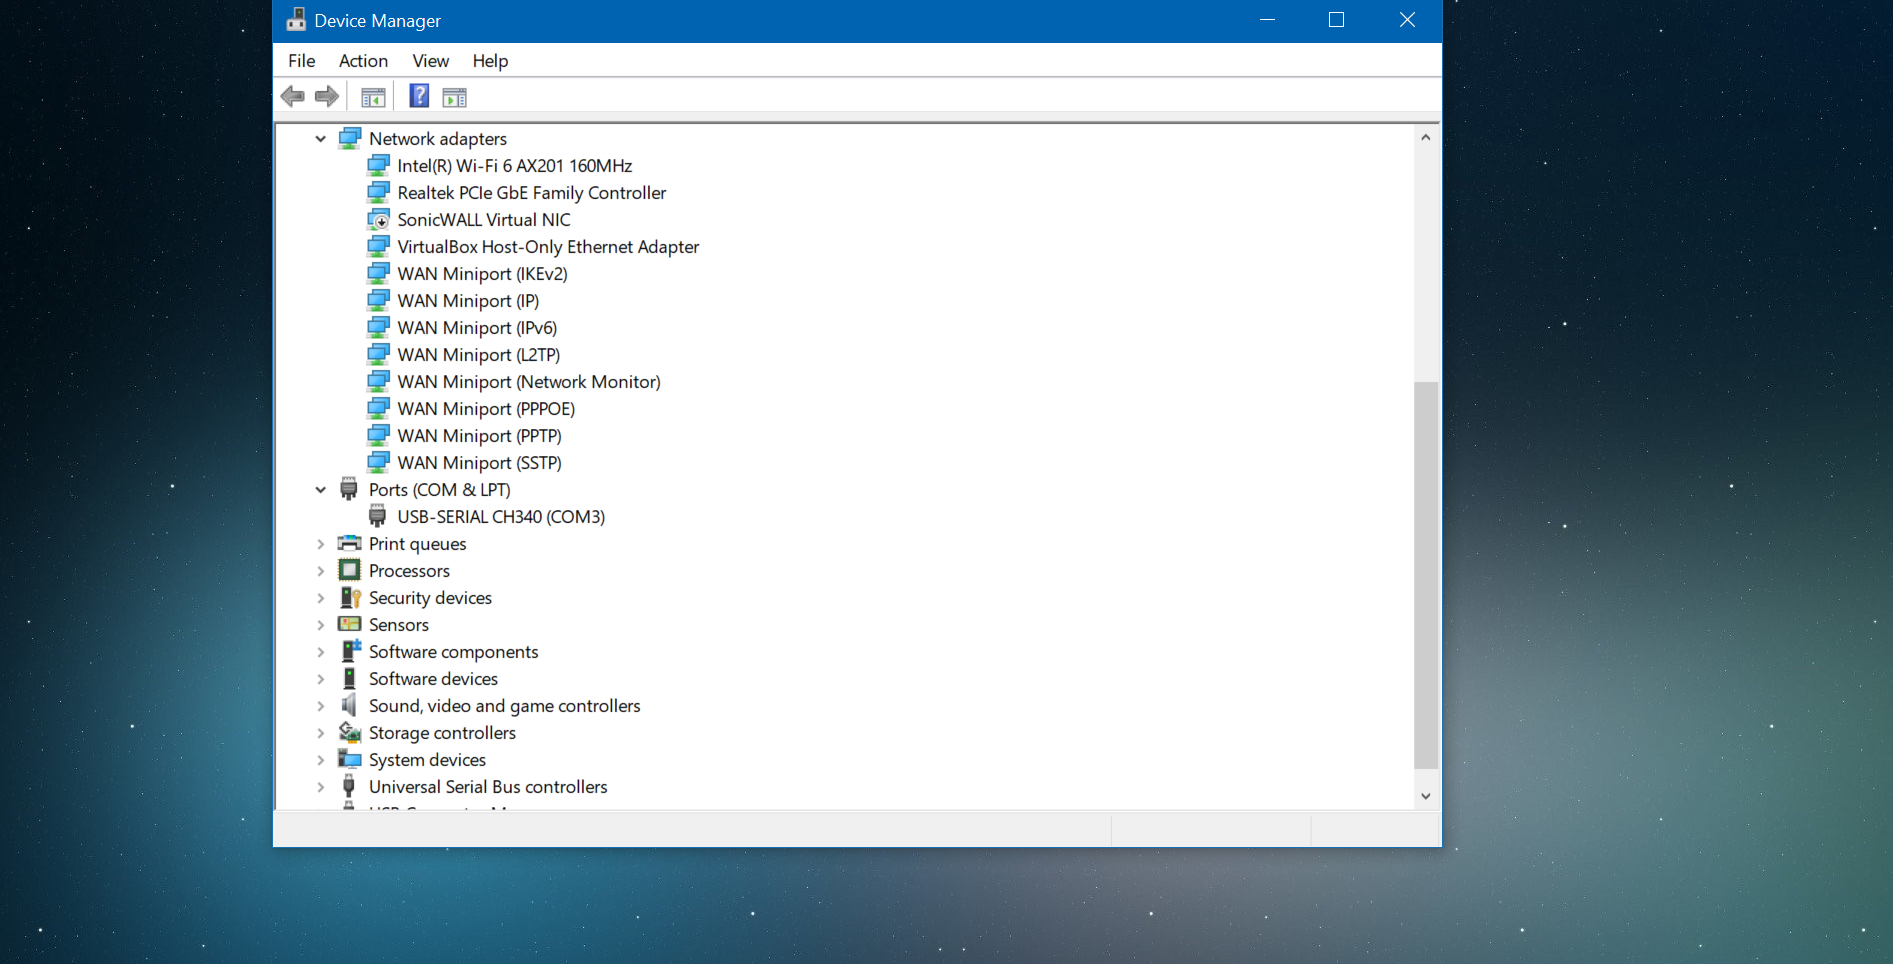 Device Manager
File Action View Help
?
Network adapters
Intel(R) Wi-Fi 6 AX201 160MHz
Realtek PCIe GbE Family Controller
SonicWALL Virtual NIC
VirtualBox Host-Only Ethernet Adapter
WAN Miniport (IKEv2)
WAN Miniport (IP)
WAN Miniport (IPv6)
WAN Miniport (L2TP)
WAN Miniport (Network Monitor)
WAN Miniport (PPPOE)
WAN Miniport (PPTP)
WAN Miniport (SSTP)
Ports (COM & LPT)
USB-SERIAL CH340 (COM3)
Print queues
Processors
Security devices
Sensors
Software components
Software devices
Sound, video and game controllers
Storage controllers
System devices
Universal Serial Bus controllers